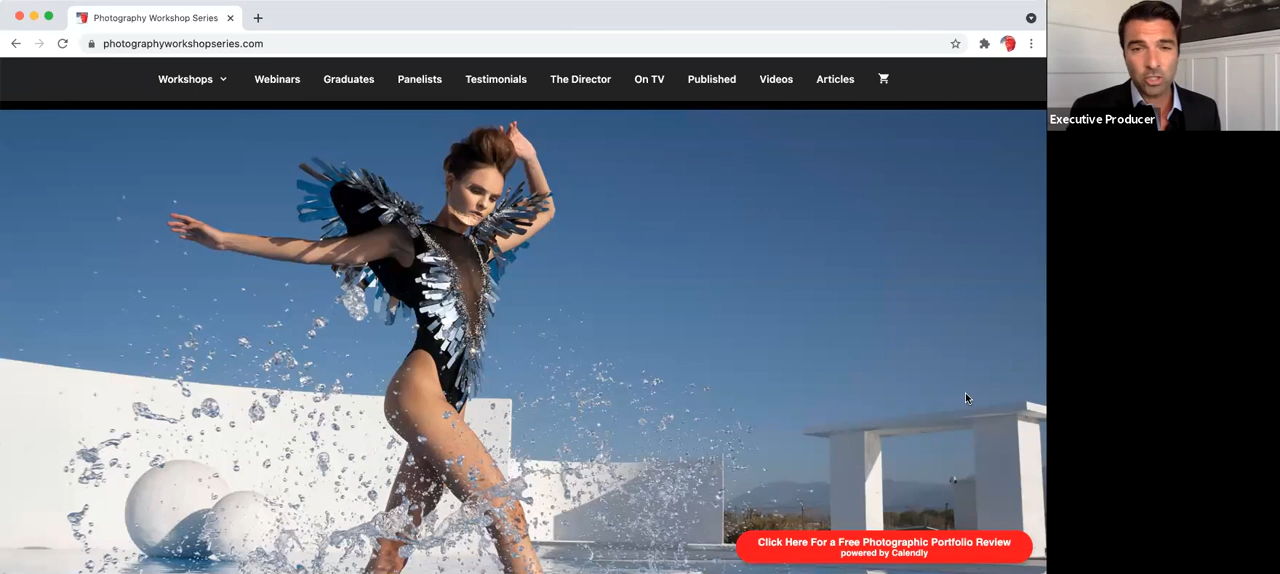 Photography Workshop Series
photographyworkshopseries.com
Workshops Webinars Graduates Panelists Testimonials The Director On TV Published Videos Articles
Executive Producer
Click Here For a Free Photographic Portfolio Review
powered by Calendly